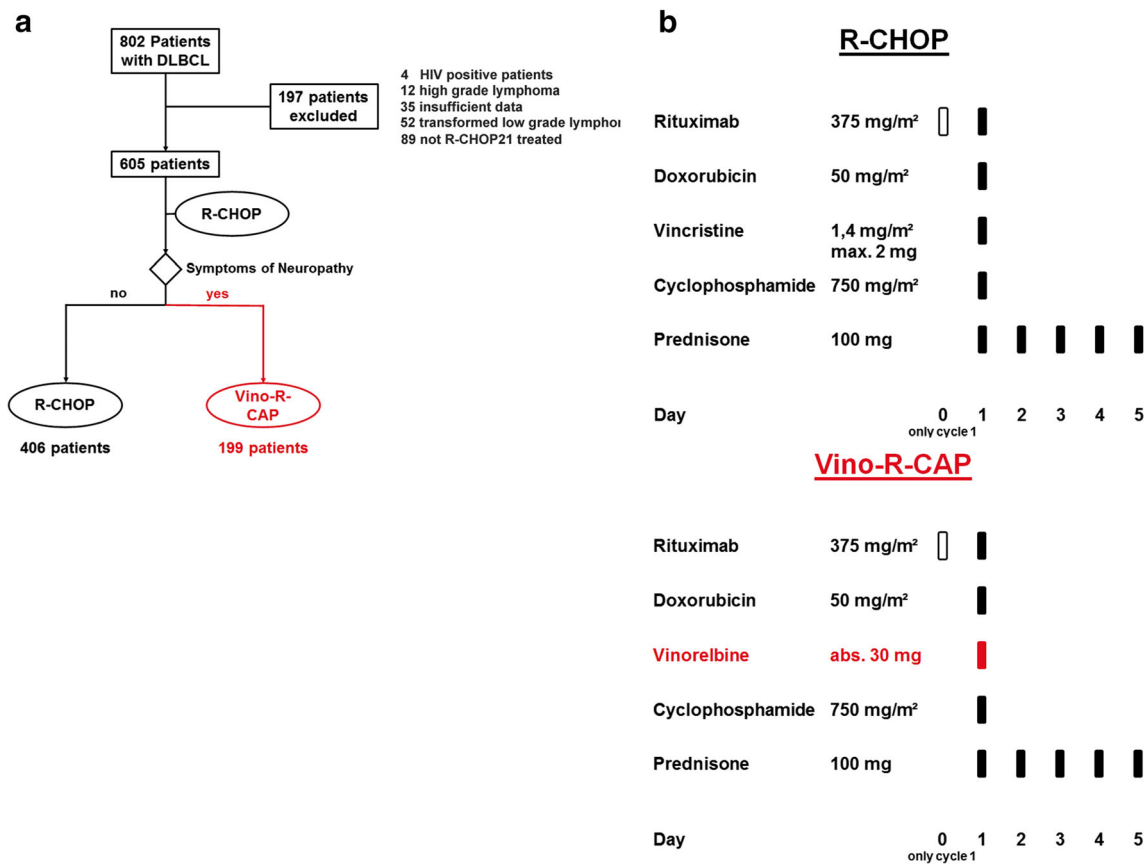 a
802 Patients
with DLBCL
197 patients
excluded
4 HIV positive patients
12 high grade lymphoma
35 insufficient data
52 transformed low grade lymphor
89 not R-CHOP21 treated
605 patients
R-CHOP
Symptoms of Neuropathy
no yes
R-CHOP
406 patients
Vino-R-
CAP
199 patients
b
R-CHOP
Rituximab 375 mg/m²
Doxorubicin 50 mg/m²
Vincristine 1,4 mg/m²
max. 2 mg
Cyclophosphamide 750 mg/m²
Prednisone 100 mg
Day 0 1 2 3 4 5
only cycle 1
Vino-R-CAP
Rituximab 375 mg/m²
Doxorubicin 50 mg/m²
Vinorelbine abs. 30 mg
Cyclophosphamide 750 mg/m²
Prednisone 100 mg
Day 0 1 2 3 4 5
only cycle 1